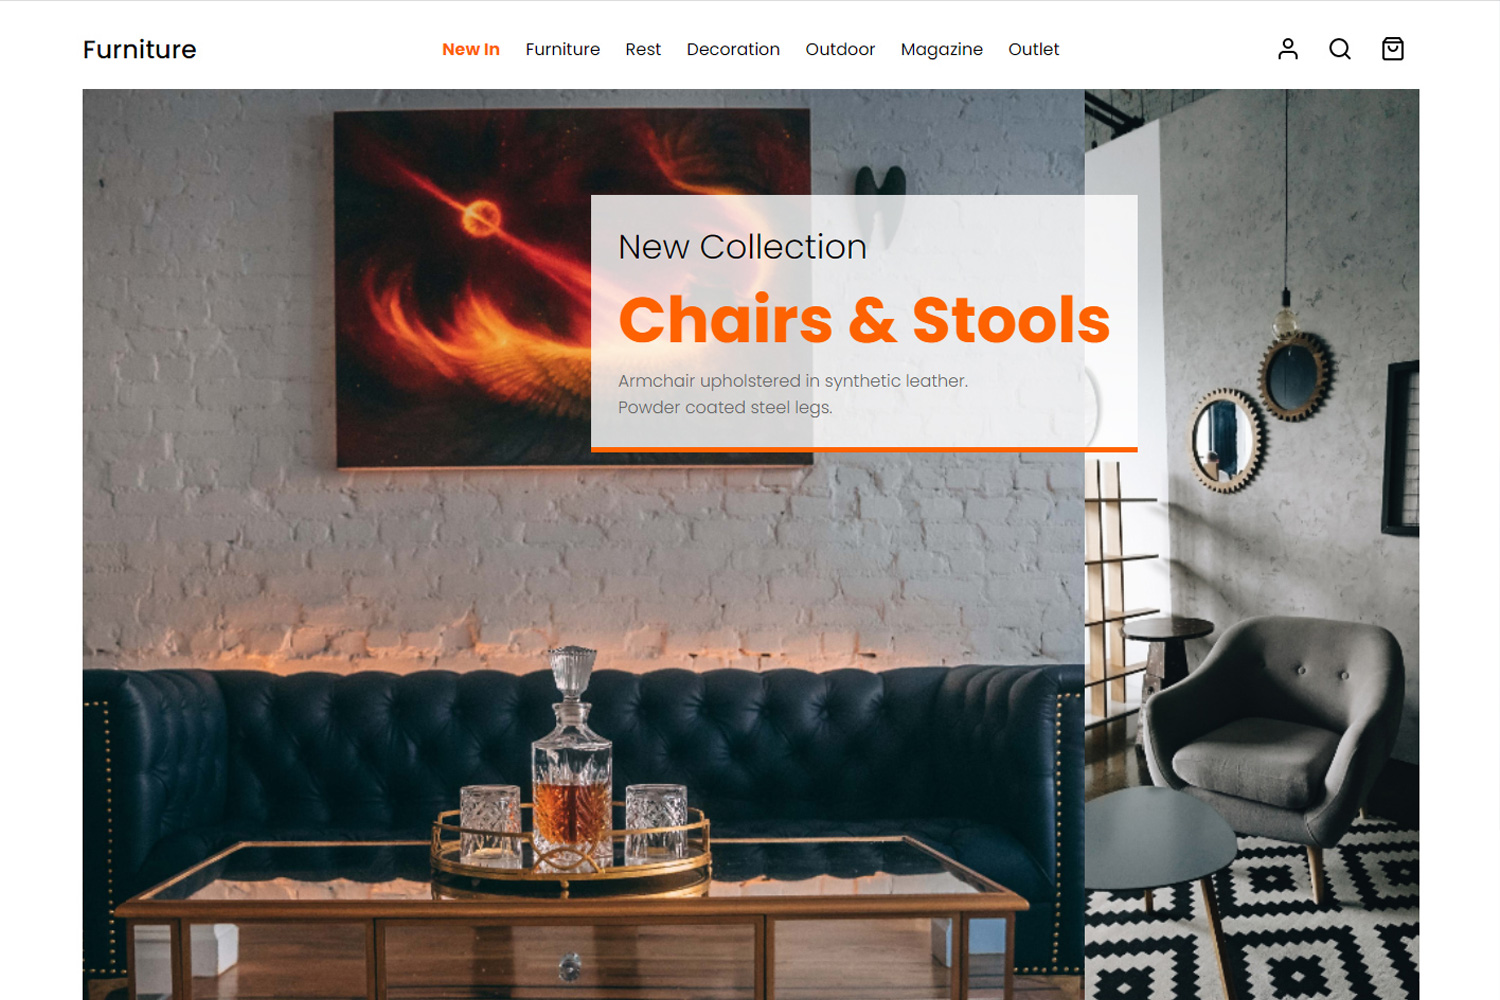 Furniture
New In Furniture Rest Decoration Outdoor Magazine Outlet
New Collection
Chairs & Stools
Armchair upholstered in synthetic leather.
Powder coated steel legs.